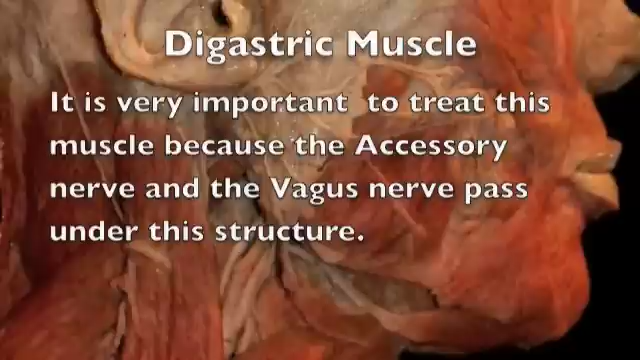 Digastric Muscle
It is very important  to treat this
muscle because the Accessory
nerve and the Vagus nerve pass
under this structure.